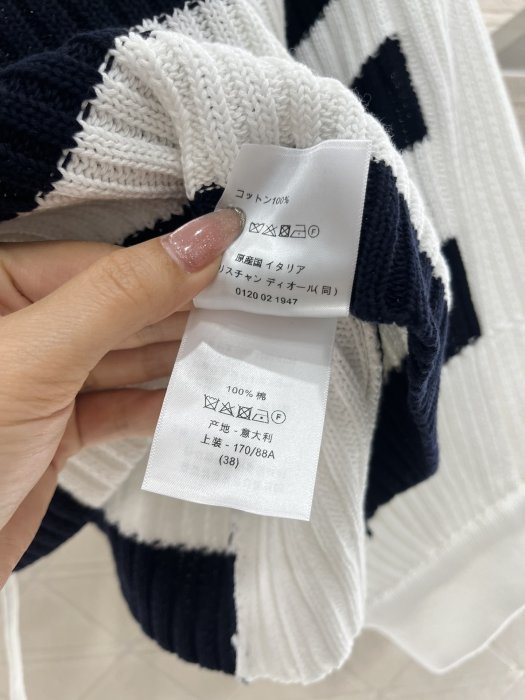 コットン100%
F
原産国 イタリア
リスチャン ディオール(同)
0120 02 1947
100% 棉
F
产地 - 意大利
上装 - 170/88A
(38)